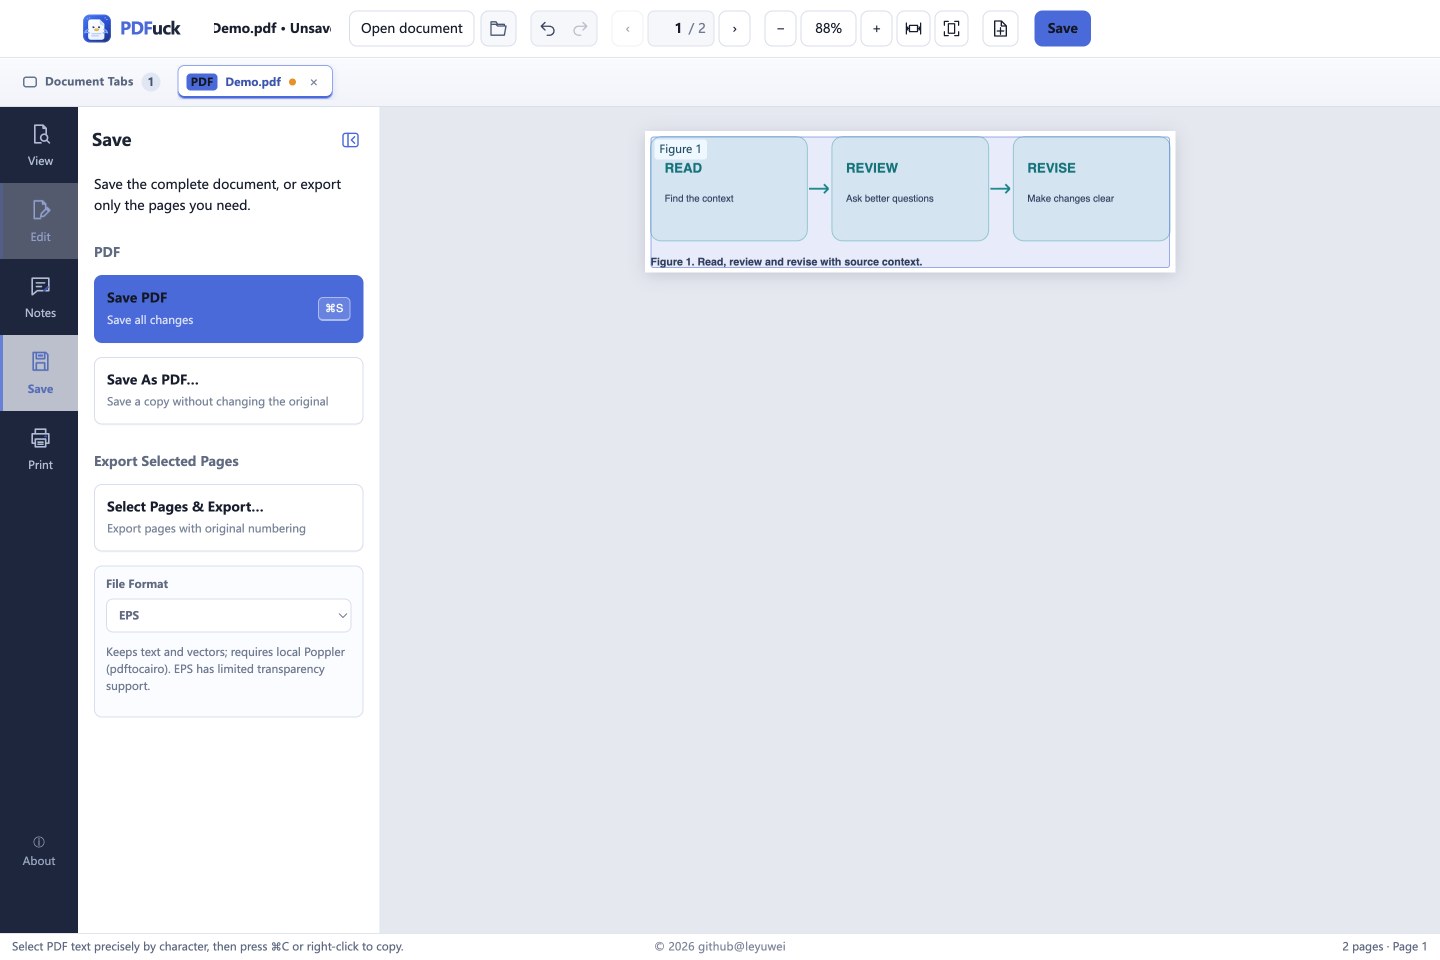 PDFuck
Demo.pdf • Unsav
Open document
1 / 2
88%
Save
Document Tabs 1
PDF Demo.pdf ×
View
Edit
Notes
Save
Print
About
Save
Save the complete document, or export
only the pages you need.
PDF
Save PDF
Save all changes
⌘S
Save As PDF...
Save a copy without changing the original
Export Selected Pages
Select Pages & Export...
Export pages with original numbering
File Format
EPS
Keeps text and vectors; requires local Poppler
(pdftocairo). EPS has limited transparency
support.
Figure 1
READ
Find the context
REVIEW
Ask better questions
REVISE
Make changes clear
Figure 1. Read, review and revise with source context.
Select PDF text precisely by character, then press ⌘C or right-click to copy.
© 2026 github@leyuwei
2 pages · Page 1